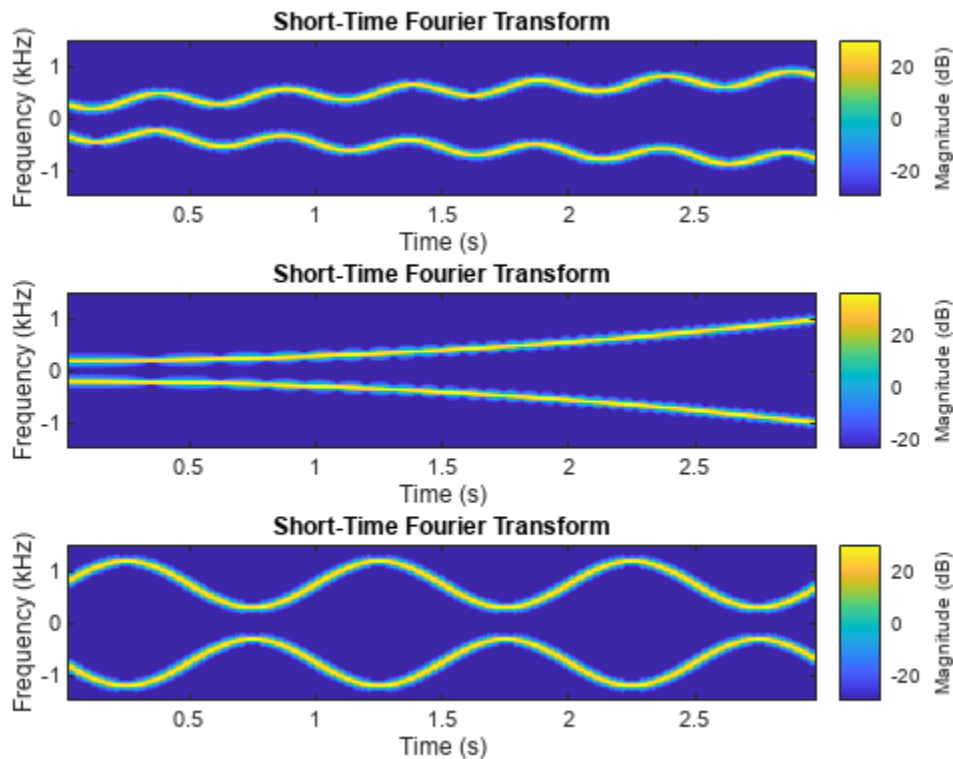 Short-Time Fourier Transform
Frequency (kHz)
1
0
-1
0.5 1 1.5 2 2.5
Time (s)
20
0
-20
Magnitude (dB)
Short-Time Fourier Transform
Frequency (kHz)
1
0
-1
0.5 1 1.5 2 2.5
Time (s)
20
0
-20
Magnitude (dB)
Short-Time Fourier Transform
Frequency (kHz)
1
0
-1
0.5 1 1.5 2 2.5
Time (s)
20
0
-20
Magnitude (dB)